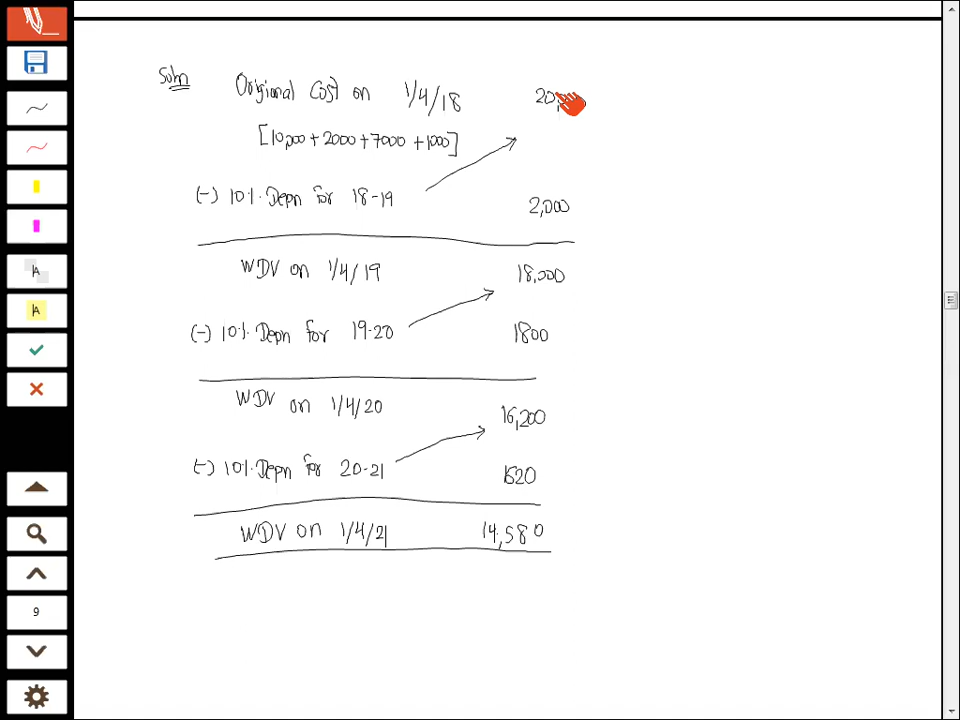 Soln
Original Cost on 1/4/18 20,
[10,000 + 2000 + 7000 + 1000]
(-) 10%. Depn for 18-19 2,000
WDV on 1/4/19 18,000
(-) 10%. Depn for 19-20 1800
WDV on 1/4/20 16,200
(-) 10%. Depn for 20-21 1620
WDV on 1/4/21 14,580
A
A
9